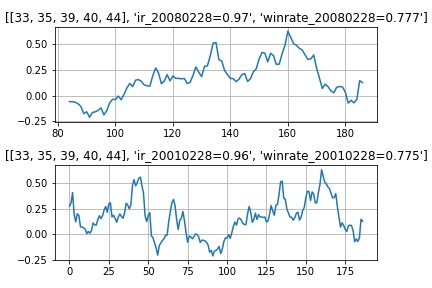 [[33, 35, 39, 40, 44], 'ir_20080228=0.97', 'winrate_20080228=0.777']
0.50
0.25
0.00
−0.25
80 100 120 140 160 180
[[33, 35, 39, 40, 44], 'ir_20010228=0.96', 'winrate_20010228=0.775']
0.50
0.25
0.00
−0.25
0 25 50 75 100 125 150 175